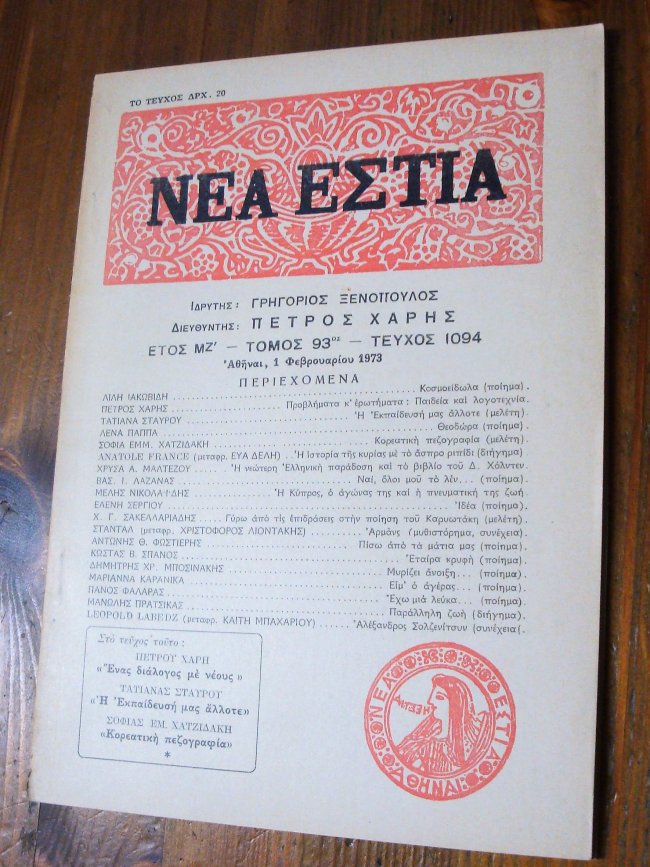 ΤΟ ΤΕΥΧΟΣ ΔΡΧ. 20
ΝΕΑ ΕΣΤΙΑ
ΙΔΡΥΤΗΣ: ΓΡΗΓΟΡΙΟΣ ΞΕΝΟΠΟΥΛΟΣ
ΔΙΕΥΘΥΝΤΗΣ: ΠΕΤΡΟΣ ΧΑΡΗΣ
ΕΤΟΣ ΜΖ' — ΤΟΜΟΣ 93ος — ΤΕΥΧΟΣ 1094
Ἀθῆναι, 1 Φεβρουαρίου 1973
ΠΕΡΙΕΧΟΜΕΝΑ
ΛΙΛΗ ΙΑΚΩΒΙΔΗ ........ Κοσμοείδωλα (ποίημα).
ΠΕΤΡΟΣ ΧΑΡΗΣ ........ Προβλήματα κ' ἐρωτήματα: Παιδεία καὶ λογοτεχνία.
ΤΑΤΙΑΝΑ ΣΤΑΥΡΟΥ ........ Ἡ Ἐκπαίδευσή μας ἄλλοτε (μελέτη).
ΛΕΝΑ ΠΑΠΠΑ ........ Θεοδώρα (ποίημα).
ΣΟΦΙΑ ΕΜΜ. ΧΑΤΖΙΔΑΚΗ ........ Κορεατικὴ πεζογραφία (μελέτη).
ANATOLE FRANCE (μεταφρ. ΕΥΑ ΔΕΛΗ) .. Ἡ ἱστορία τῆς κυρίας μὲ τὸ ἄσπρο ριπίδι (διήγημα)
ΧΡΥΣΑ Α. ΜΑΛΤΕΖΟΥ ...... Ἡ νεώτερη Ἑλληνικὴ παράδοση καὶ τὸ βιβλίο τοῦ Δ. Χόλντεν.
ΒΑΣ. Ι. ΛΑΖΑΝΑΣ ........ Ναί, ὅλοι μοῦ τὸ λὲν... (ποίημα).
ΜΕΛΗΣ ΝΙΚΟΛΑ·Ι·ΔΗΣ ........ Ἡ Κύπρος, ὁ ἀγώνας της καὶ ἡ πνευματική της ζωή.
ΕΛΕΝΗ ΣΕΡΓΙΟΥ ........ Ἰδέα (ποίημα).
Χ. Γ. ΣΑΚΕΛΛΑΡΙΑΔΗΣ ..... Γύρω ἀπὸ τὶς ἐπιδράσεις στὴν ποίηση τοῦ Καρυωτάκη (μελέτη).
ΣΤΑΝΤΑΛ (μεταφρ. ΧΡΙΣΤΟΦΟΡΟΣ ΛΙΟΝΤΑΚΗΣ) ........ Ἀρμάνς (μυθιστόρημα, συνέχεια).
ΑΝΤΩΝΗΣ Θ. ΦΩΣΤΙΕΡΗΣ ........ Πίσω ἀπὸ τὰ μάτια μας (ποίημα).
ΚΩΣΤΑΣ Β. ΣΠΑΝΟΣ ........ Ἑταίρα κρυφὴ (ποίημα).
ΔΗΜΗΤΡΗΣ ΧΡ. ΜΠΟΣΙΝΑΚΗΣ ........ Μυρίζει ἄνοιξη... (ποίημα).
ΜΑΡΙΑΝΝΑ ΚΑΡΑΝΙΚΑ ........ Εἶμ' ὁ ἀγέρας... (ποίημα).
ΠΑΝΟΣ ΦΑΛΑΡΑΣ ........ Ἔχω μιὰ λεύκα... (ποίημα).
ΜΑΝΩΛΗΣ ΠΡΑΤΣΙΚΑΣ ........ Παράλληλη ζωὴ (διήγημα).
LEOPOLD LABEDZ (μεταφρ. ΚΑΙΤΗ ΜΠΑΧΑΡΙΟΥ) ..... Ἀλέξανδρος Σολζενίτσυν (συνέχεια(.
Στὸ τεῦχος τοῦτο:
ΠΕΤΡΟΥ ΧΑΡΗ
«Ἕνας διάλογος μὲ νέους»
ΤΑΤΙΑΝΑΣ ΣΤΑΥΡΟΥ
«Ἡ Ἐκπαίδευσή μας ἄλλοτε»
ΣΟΦΙΑΣ ΕΜ. ΧΑΤΖΙΔΑΚΗ
«Κορεατικὴ πεζογραφία»
*
ΝΕΑ ΕΣΤΙΑ
ΑΘΗΝΑΙ